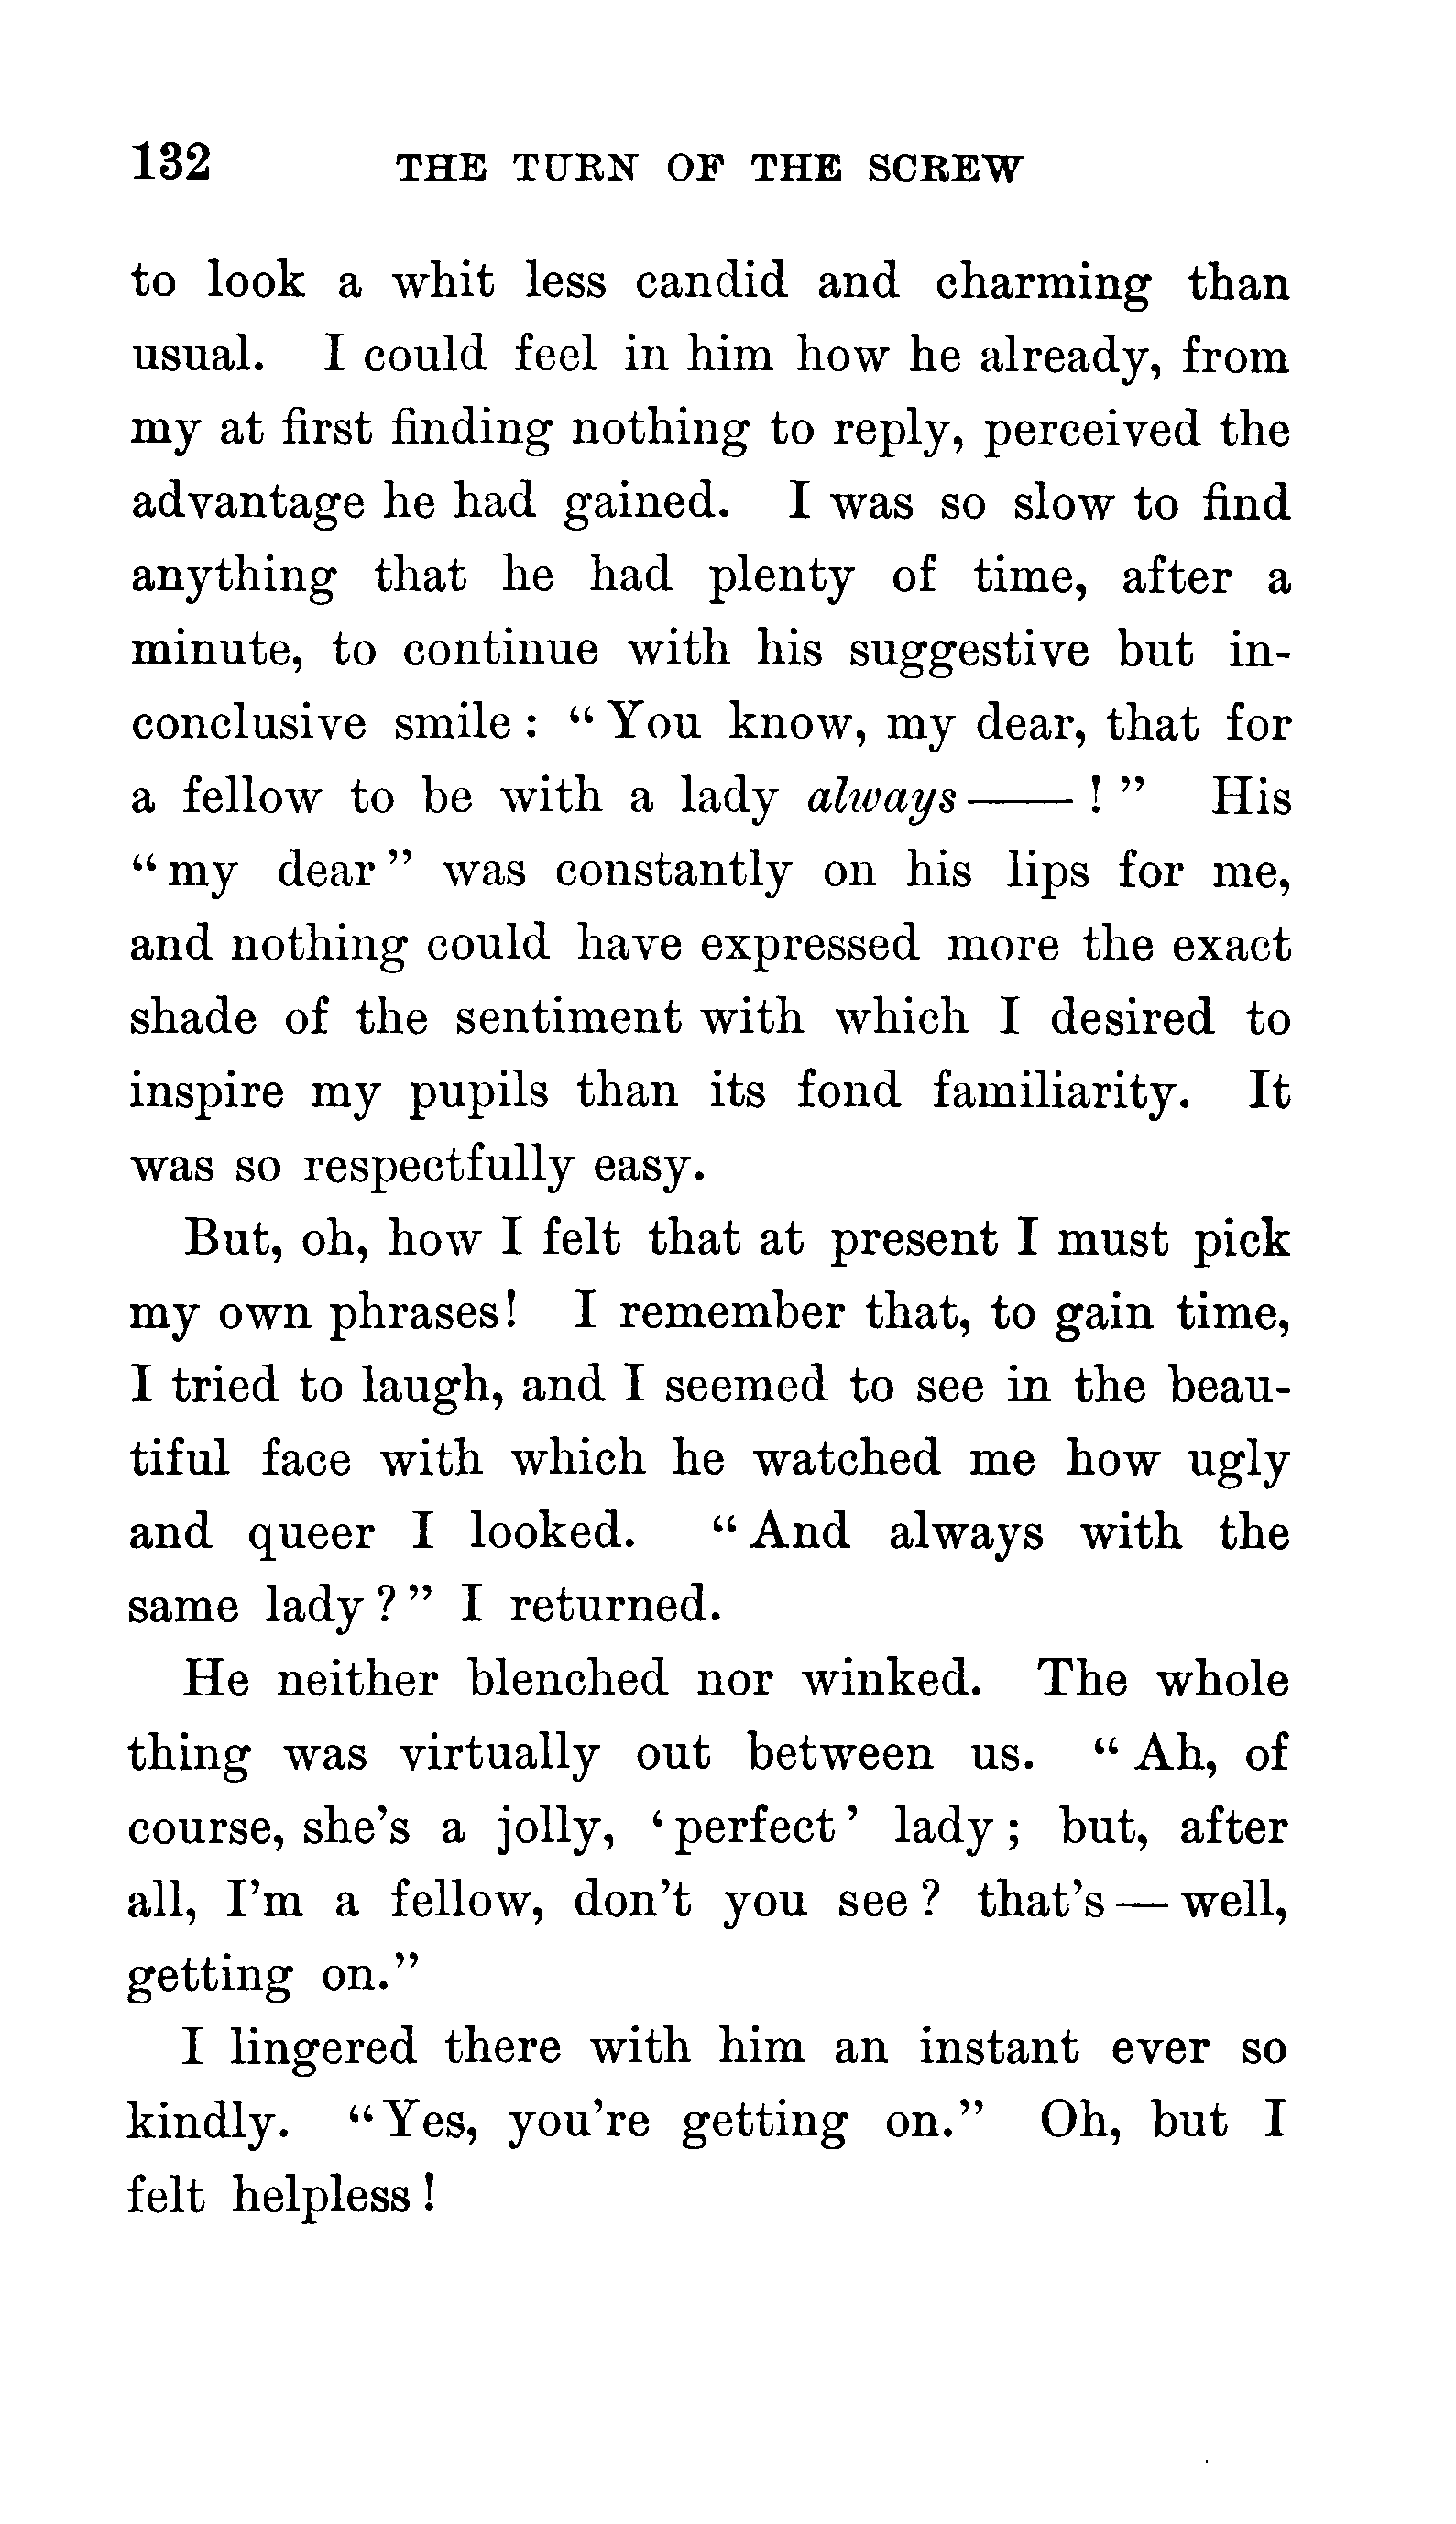 132 THE TURN OF THE SCREW
to look a whit less candid and charming than
usual. I could feel in him how he already, from
my at first finding nothing to reply, perceived the
advantage he had gained. I was so slow to find
anything that he had plenty of time, after a
minute, to continue with his suggestive but in-
conclusive smile : “ You know, my dear, that for
a fellow to be with a lady always —— ! ” His
“ my dear ” was constantly on his lips for me,
and nothing could have expressed more the exact
shade of the sentiment with which I desired to
inspire my pupils than its fond familiarity. It
was so respectfully easy.
But, oh, how I felt that at present I must pick
my own phrases! I remember that, to gain time,
I tried to laugh, and I seemed to see in the beau-
tiful face with which he watched me how ugly
and queer I looked. “ And always with the
same lady ? ” I returned.
He neither blenched nor winked. The whole
thing was virtually out between us. “ Ah, of
course, she’s a jolly, ‘ perfect ’ lady ; but, after
all, I’m a fellow, don’t you see ? that’s — well,
getting on.”
I lingered there with him an instant ever so
kindly. “ Yes, you’re getting on.” Oh, but I
felt helpless !